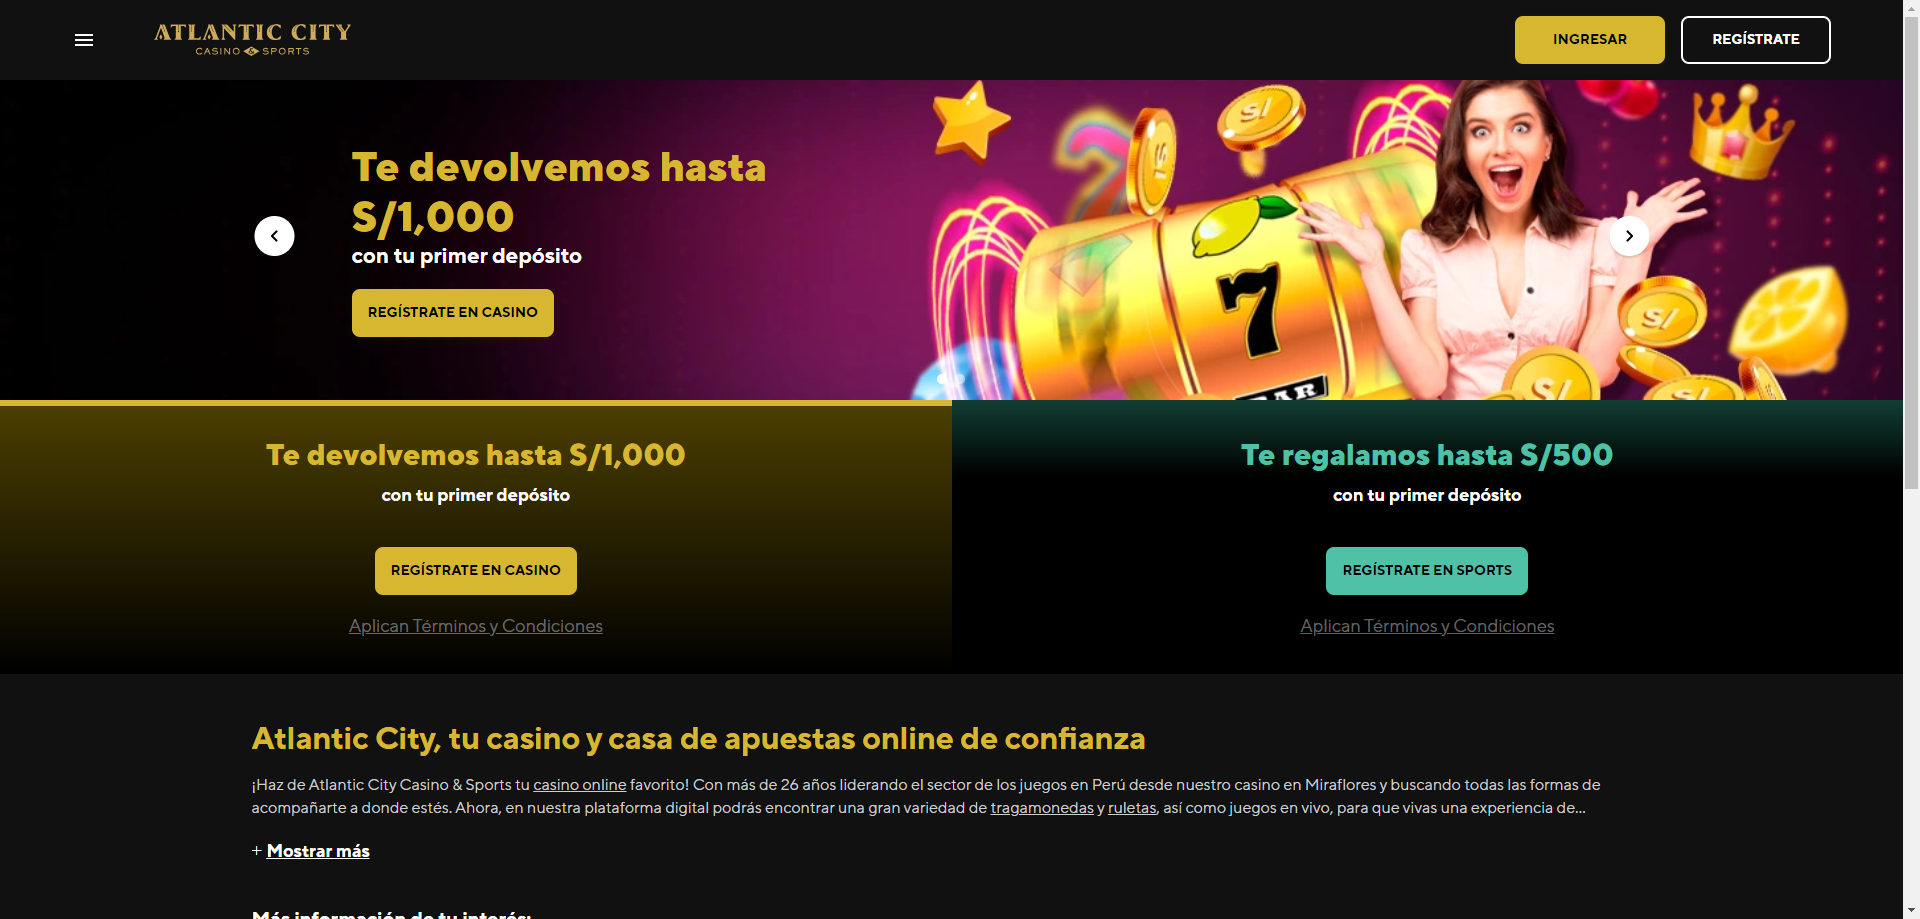 ATLANTIC CITY
CASINO & SPORTS
INGRESAR
REGÍSTRATE
Te devolvemos hasta
S/1,000
con tu primer depósito
REGÍSTRATE EN CASINO
S/
S/
7
BAR
S/
S/
S/
Te devolvemos hasta S/1,000
con tu primer depósito
REGÍSTRATE EN CASINO
Aplican Términos y Condiciones
Te regalamos hasta S/500
con tu primer depósito
REGÍSTRATE EN SPORTS
Aplican Términos y Condiciones
Atlantic City, tu casino y casa de apuestas online de confianza
¡Haz de Atlantic City Casino & Sports tu casino online favorito! Con más de 26 años liderando el sector de los juegos en Perú desde nuestro casino en Miraflores y buscando todas las formas de
acompañarte a donde estés. Ahora, en nuestra plataforma digital podrás encontrar una gran variedad de tragamonedas y ruletas, así como juegos en vivo, para que vivas una experiencia de...
+ Mostrar más
Más información de tu interés: